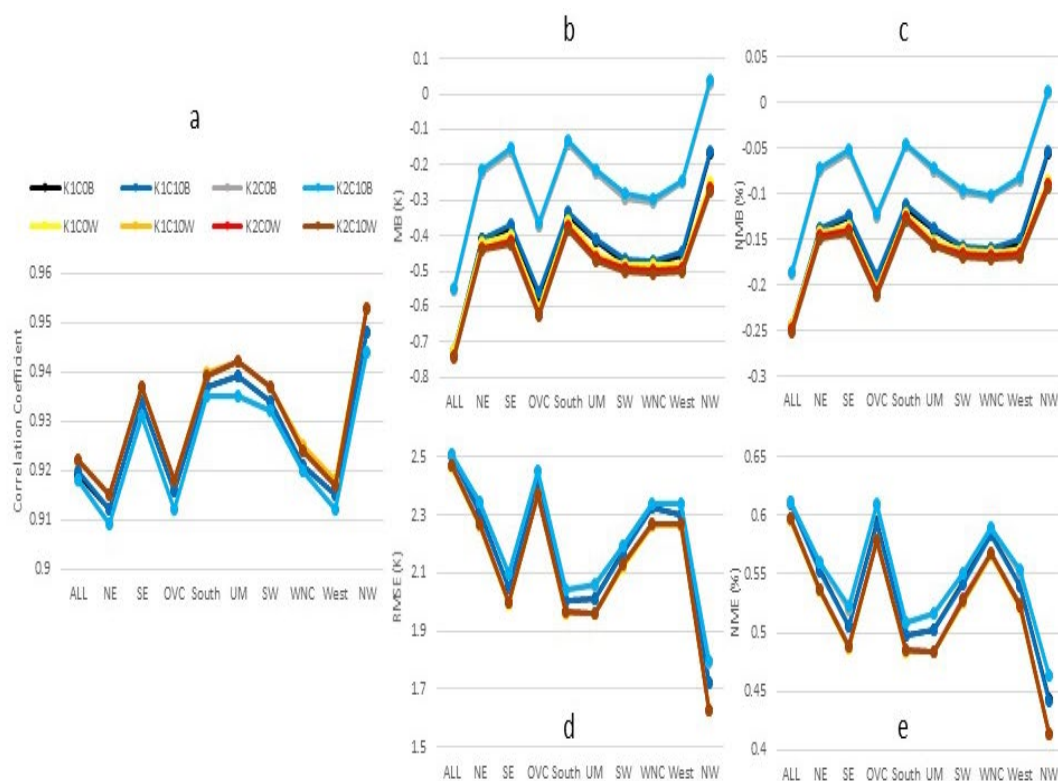 a
K1C0B K1C10B K2C0B K2C10B
K1C0W K1C10W K2C0W K2C10W
Correlation Coefficient
0.96
0.95
0.94
0.93
0.92
0.91
0.9
ALL NE SE OVC South UM SW WNC West NW
b
MB (K)
0.1
0
-0.1
-0.2
-0.3
-0.4
-0.5
-0.6
-0.7
-0.8
ALL NE SE OVC South UM SW WNC West NW
c
NMB (%)
0.05
0
-0.05
-0.1
-0.15
-0.2
-0.25
-0.3
ALL NE SE OVC South UM SW WNC West NW
RMSE (K)
2.5
2.3
2.1
1.9
1.7
1.5
d
ALL NE SE OVC South UM SW WNC West NW
NME (%)
0.65
0.6
0.55
0.5
0.45
0.4
e
ALL NE SE OVC South UM SW WNC West NW